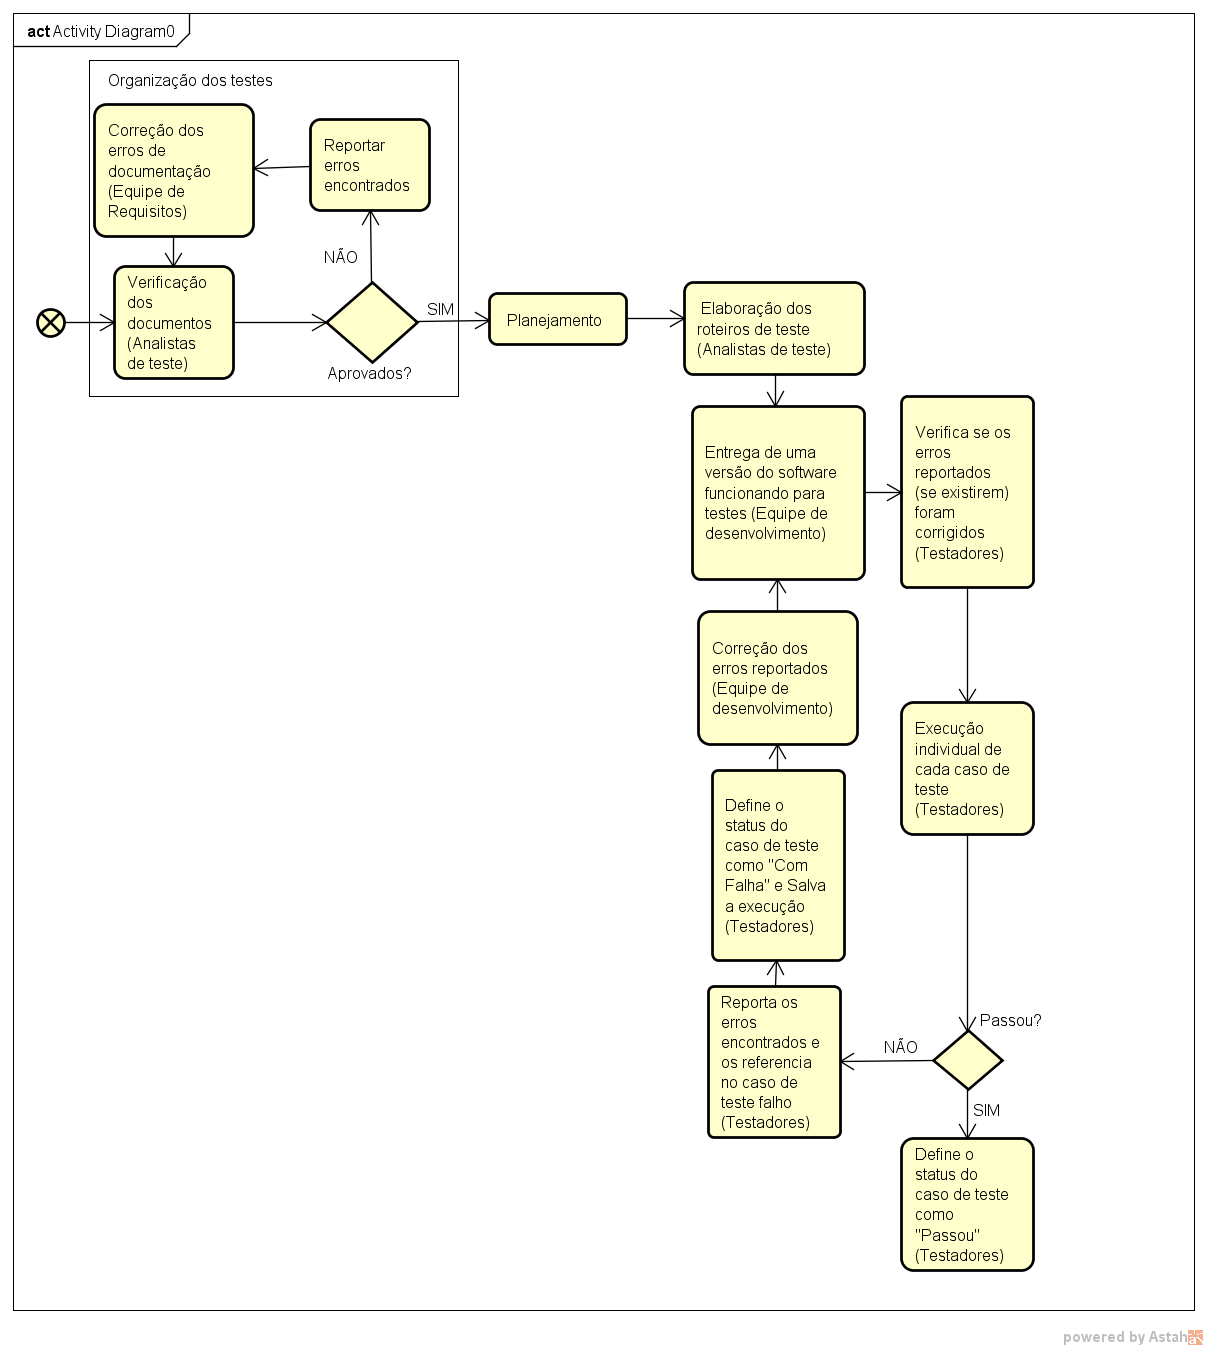 act Activity Diagram0
Organização dos testes
Correção dos
erros de
documentação
(Equipe de
Requisitos)
Reportar
erros
encontrados
NÃO
Verificação
dos
documentos
(Analistas
de teste)
Aprovados?
SIM
Planejamento
Elaboração dos
roteiros de teste
(Analistas de teste)
Entrega de uma
versão do software
funcionando para
testes (Equipe de
desenvolvimento)
Verifica se os
erros
reportados
(se existirem)
foram
corrigidos
(Testadores)
Correção dos
erros reportados
(Equipe de
desenvolvimento)
Execução
individual de
cada caso de
teste
(Testadores)
Define o
status do
caso de teste
como "Com
Falha" e Salva
a execução
(Testadores)
Reporta os
erros
encontrados e
os referencia
no caso de
teste falho
(Testadores)
Passou?
NÃO
SIM
Define o
status do
caso de teste
como
"Passou"
(Testadores)
powered by Astah